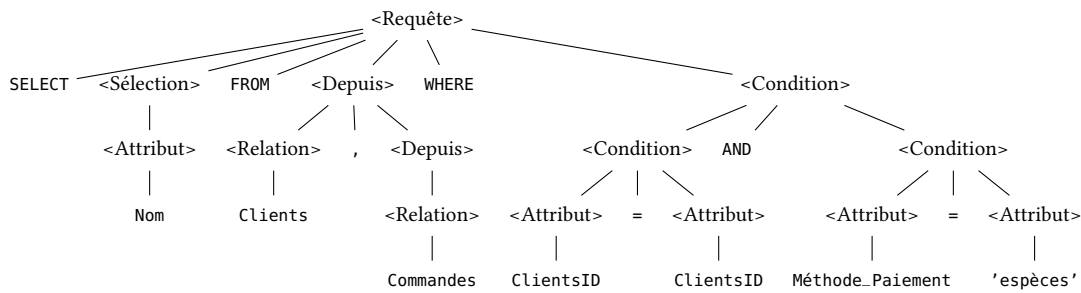 <Requête>
SELECT <Sélection> FROM <Depuis> WHERE <Condition>
<Attribut> <Relation> , <Depuis> <Condition> AND <Condition>
Nom Clients <Relation> <Attribut> = <Attribut> <Attribut> = <Attribut>
Commandes ClientsID ClientsID Méthode_Paiement ’espèces’